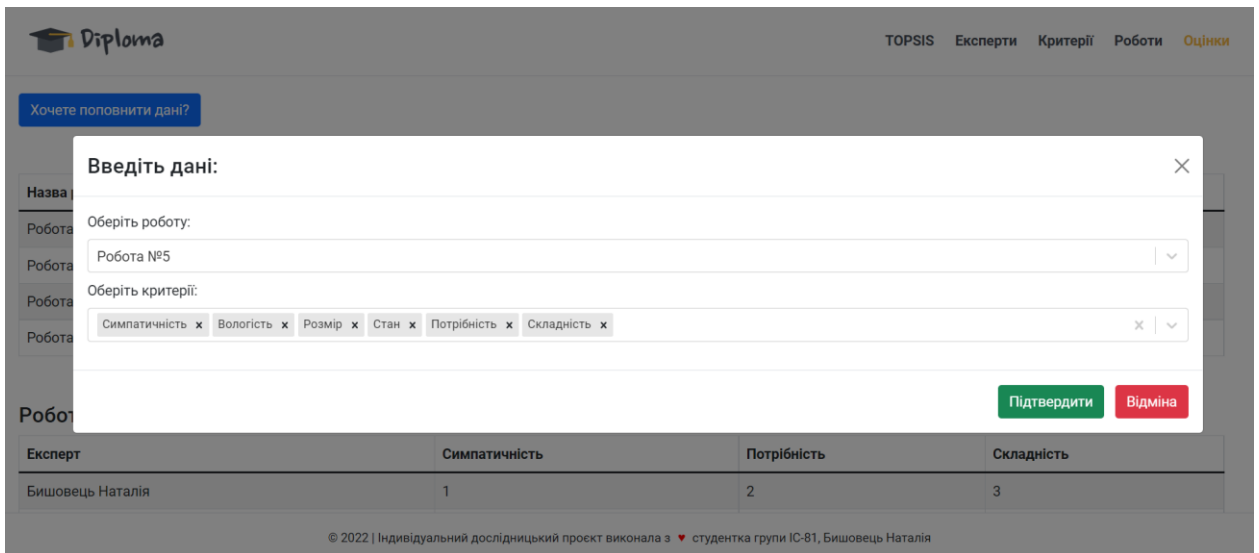 Diploma
TOPSIS Експерти Критерії Роботи Оцінки
Хочете поповнити дані?
Введіть дані:
Назва
Оберіть роботу:
Робота
Робота №5
Робота
Оберіть критерії:
Робота
Симпатичність x Вологість x Розмір x Стан x Потрібність x Складність x
Робота
Підтвердити Відміна
Експерт Симпатичність Потрібність Складність
Бишовець Наталія 1 2 3
© 2022 | Індивідуальний дослідницький проєкт виконала з ♥ студентка групи ІС-81, Бишовець Наталія